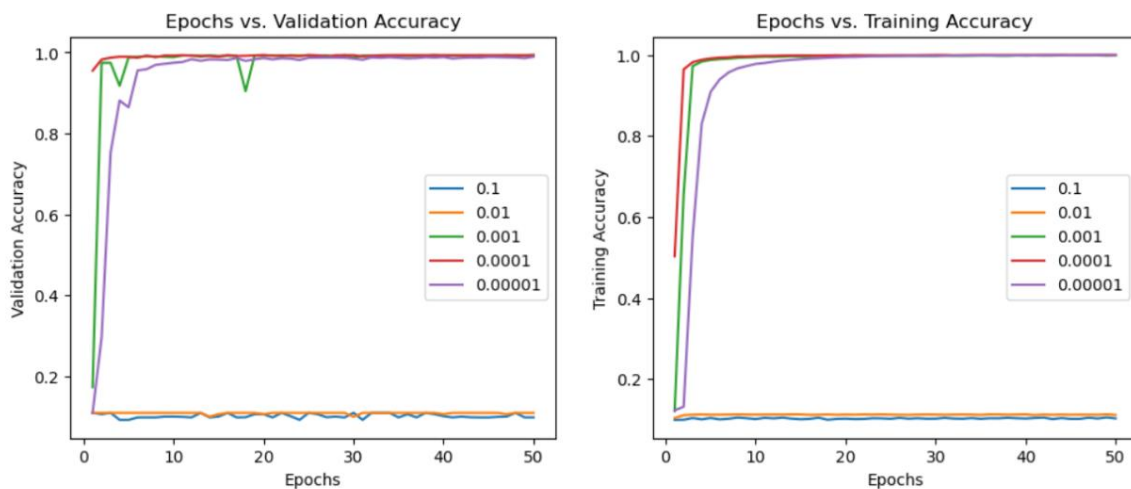 Epochs vs. Validation Accuracy
Validation Accuracy
1.0
0.8
0.6
0.4
0.2
0.1
0.01
0.001
0.0001
0.00001
0 10 20 30 40 50
Epochs
Epochs vs. Training Accuracy
Training Accuracy
1.0
0.8
0.6
0.4
0.2
0.1
0.01
0.001
0.0001
0.00001
0 10 20 30 40 50
Epochs